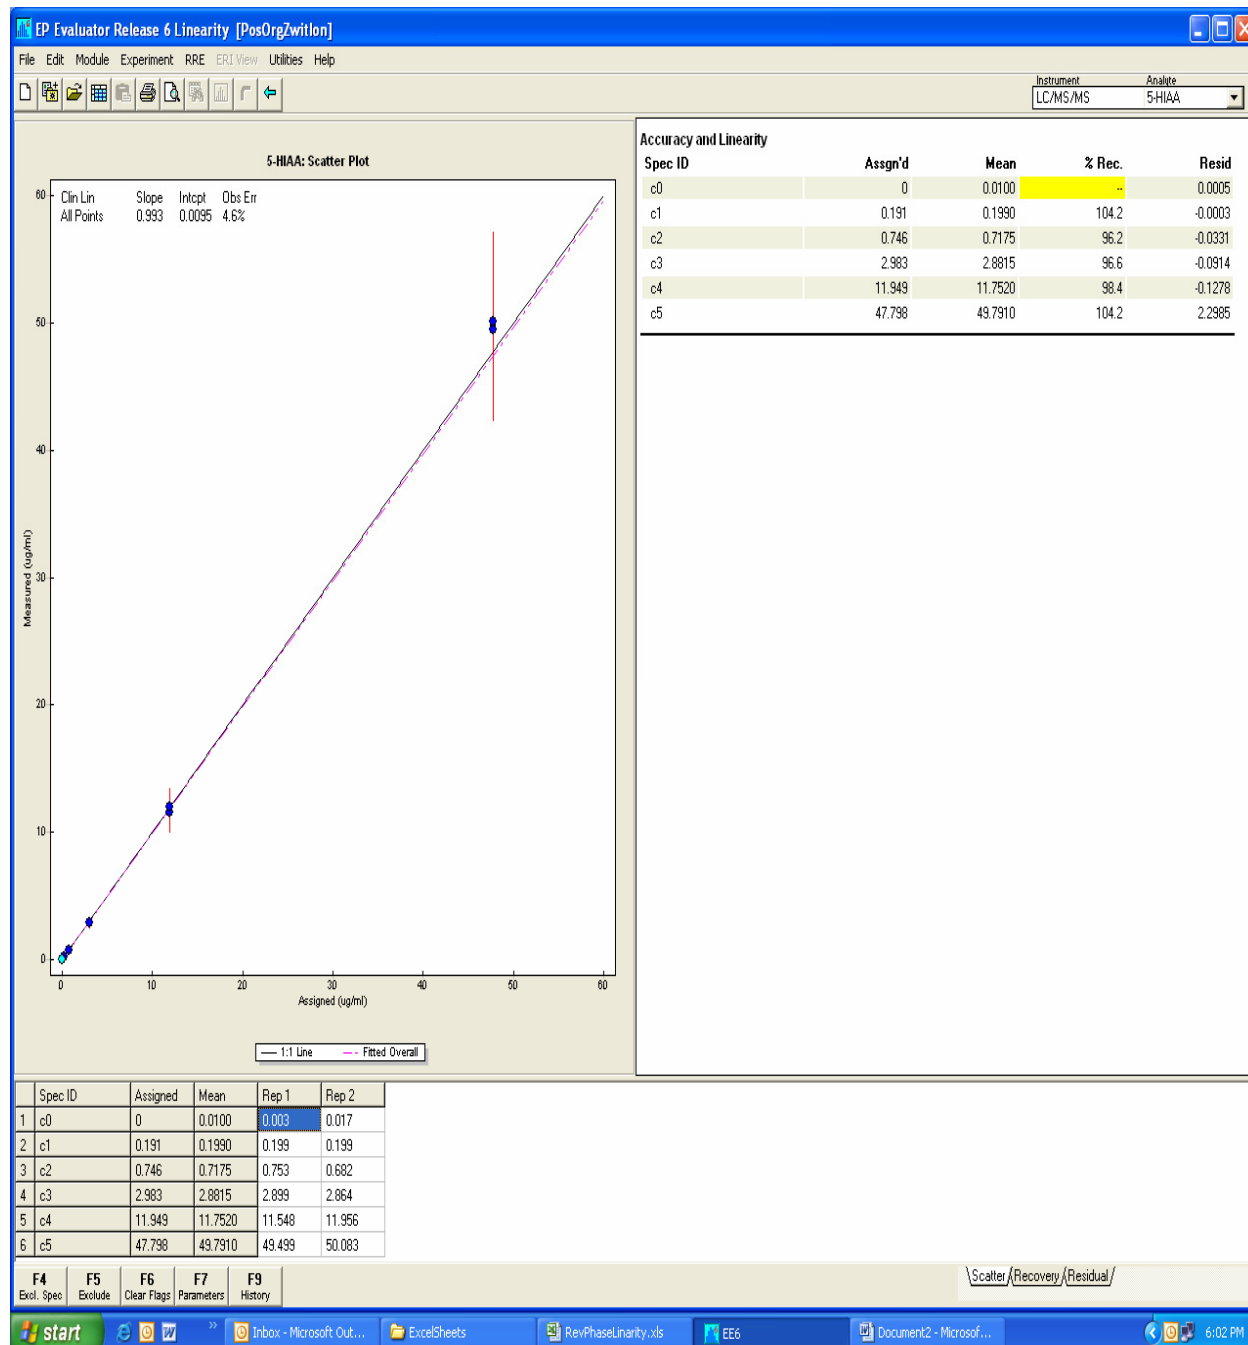 EP Evaluator Release 6 Linearity [PosOrgZwitIon]
File Edit Module Experiment RRE ERI View Utilities Help
Instrument Analyte
LC/MS/MS 5-HIAA
5-HIAA: Scatter Plot
Clin Lin Slope Intcpt Obs Err
All Points 0.993 0.0095 4.6%
60
50
40
30
20
10
0
Measured (ug/ml)
0 10 20 30 40 50 60
Assigned (ug/ml)
1:1 Line Fitted Overall
Accuracy and Linearity
Spec ID Assgn'd Mean % Rec. Resid
c0 0 0.0100 -- 0.0005
c1 0.191 0.1990 104.2 -0.0003
c2 0.746 0.7175 96.2 -0.0331
c3 2.983 2.8815 96.6 -0.0914
c4 11.949 11.7520 98.4 -0.1278
c5 47.798 49.7910 104.2 2.2985
Spec ID Assigned Mean Rep 1 Rep 2
1 c0 0 0.0100 0.003 0.017
2 c1 0.191 0.1990 0.199 0.199
3 c2 0.746 0.7175 0.753 0.682
4 c3 2.983 2.8815 2.899 2.864
5 c4 11.949 11.7520 11.548 11.956
6 c5 47.798 49.7910 49.499 50.083
F4 F5 F6 F7 F9
Excl. Spec Exclude Clear Flags Parameters History
Scatter Recovery Residual
start » Inbox - Microsoft Out... ExcelSheets RevPhaseLinarity.xls EE6 Document2 - Microsof... 6:02 PM